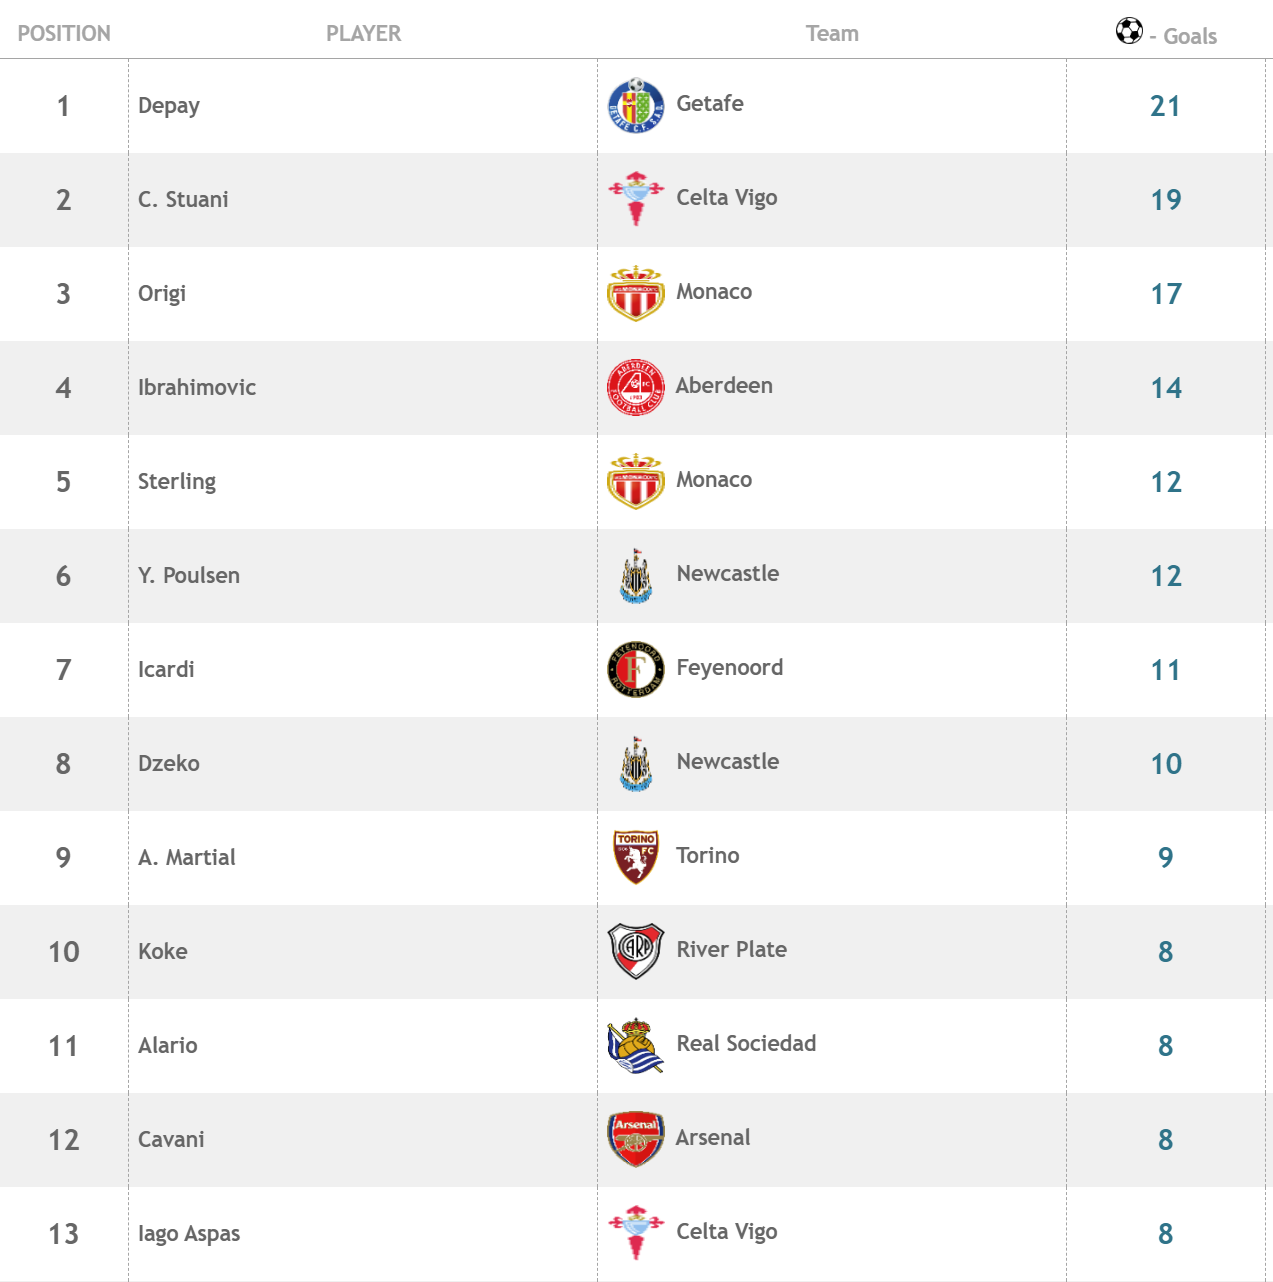 POSITION PLAYER Team - Goals
1 Depay Getafe 21
2 C. Stuani Celta Vigo 19
3 Origi Monaco 17
4 Ibrahimovic Aberdeen 14
5 Sterling Monaco 12
6 Y. Poulsen Newcastle 12
7 Icardi Feyenoord 11
8 Dzeko Newcastle 10
9 A. Martial Torino 9
10 Koke River Plate 8
11 Alario Real Sociedad 8
12 Cavani Arsenal 8
13 Iago Aspas Celta Vigo 8